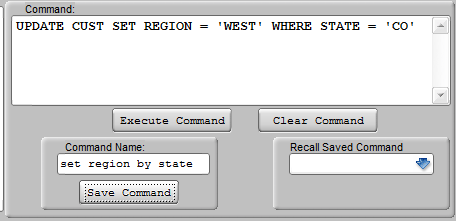 Command:
UPDATE CUST SET REGION = 'WEST' WHERE STATE = 'CO'
Execute Command
Clear Command
Command Name:
set region by state
Save Command
Recall Saved Command